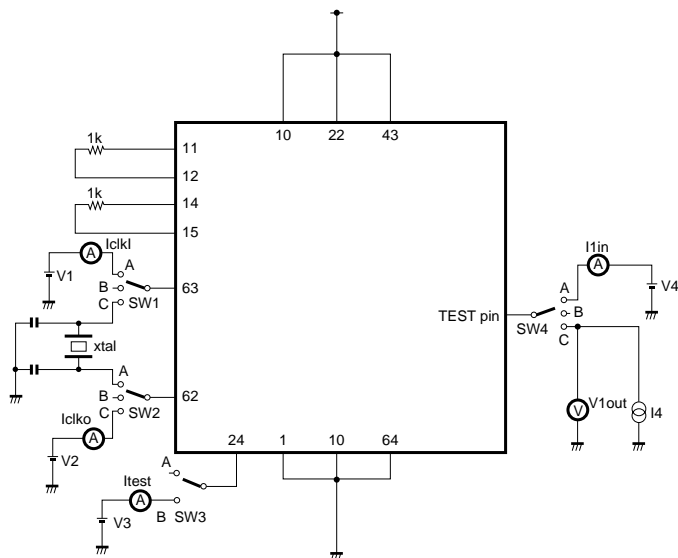 10 22 43
1k
11
12
1k
14
15
IclkI
A
A
V1
B
C SW1
63
xtal
A
B
C SW2
62
Iclko
A
V2
24 1 10 64
A
Itest
A
B SW3
V3
TEST pin
SW4
I1in
A
A
B
C
V4
V
V1out
I4